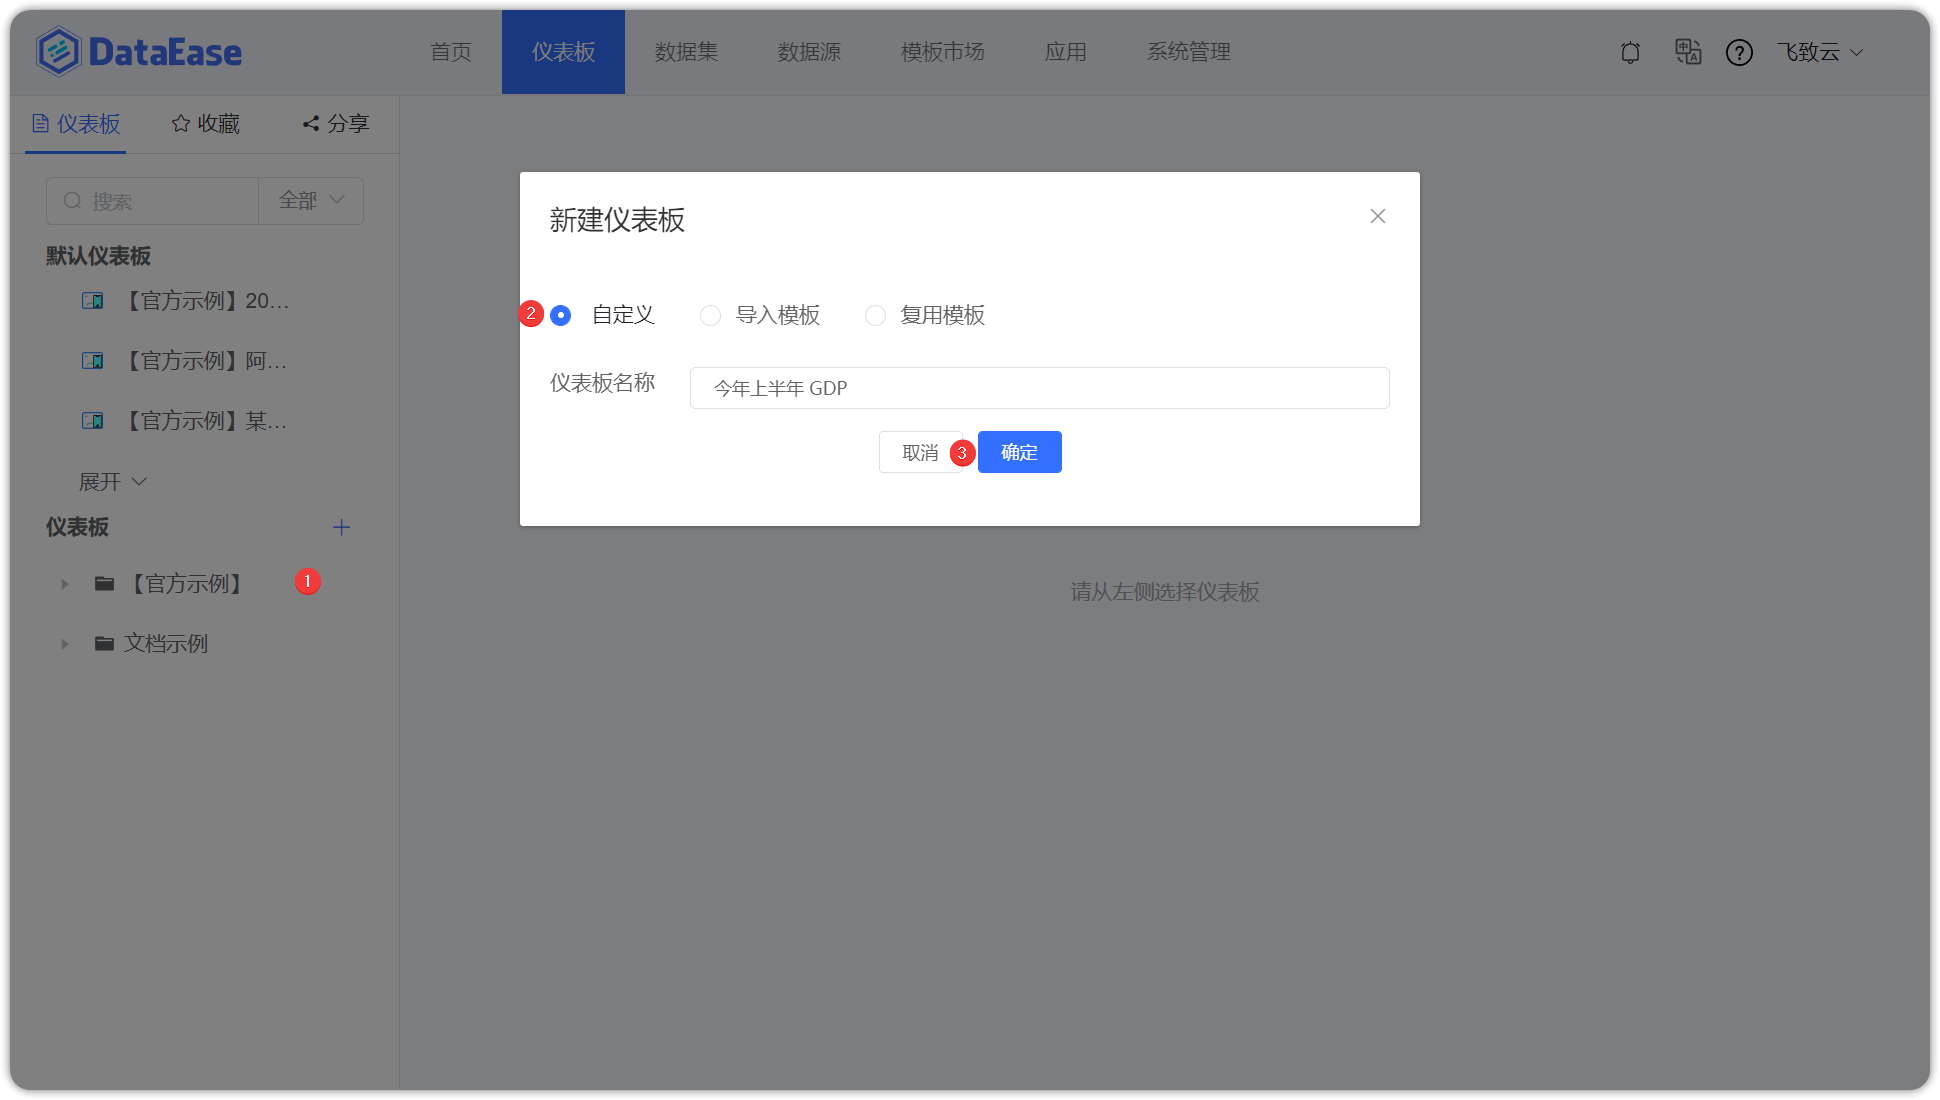 DataEase
首页
仪表板
数据集
数据源
模板市场
应用
系统管理
飞致云
仪表板
收藏
分享
搜索
全部
默认仪表板
【官方示例】20...
【官方示例】阿...
【官方示例】某...
展开
仪表板
【官方示例】
1
文档示例
新建仪表板
2
自定义
导入模板
复用模板
仪表板名称
今年上半年 GDP
取消
3
确定
请从左侧选择仪表板